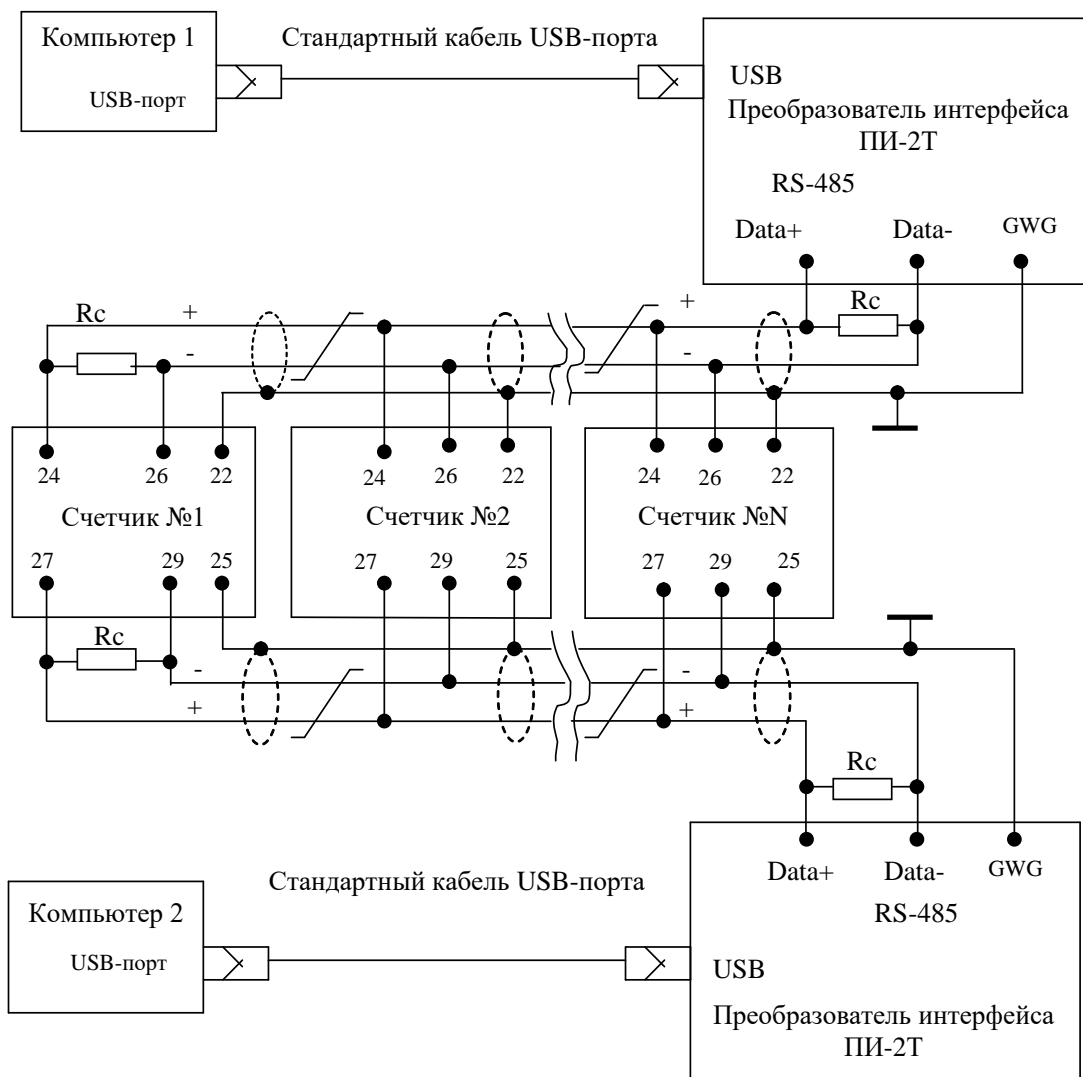 Компьютер 1
Стандартный кабель USB-порта
USB-порт
USB
Преобразователь интерфейса
ПИ-2Т
RS-485
Data+ Data- GWG
Rc + + Rc
- -
24 26 22 24 26 22 24 26 22
Счетчик №1 Счетчик №2 Счетчик №N
27 29 25 27 29 25 27 29 25
Rc
- -
+ +
Rc
Data+ Data- GWG
RS-485
Стандартный кабель USB-порта
Компьютер 2
USB-порт
USB
Преобразователь интерфейса
ПИ-2Т